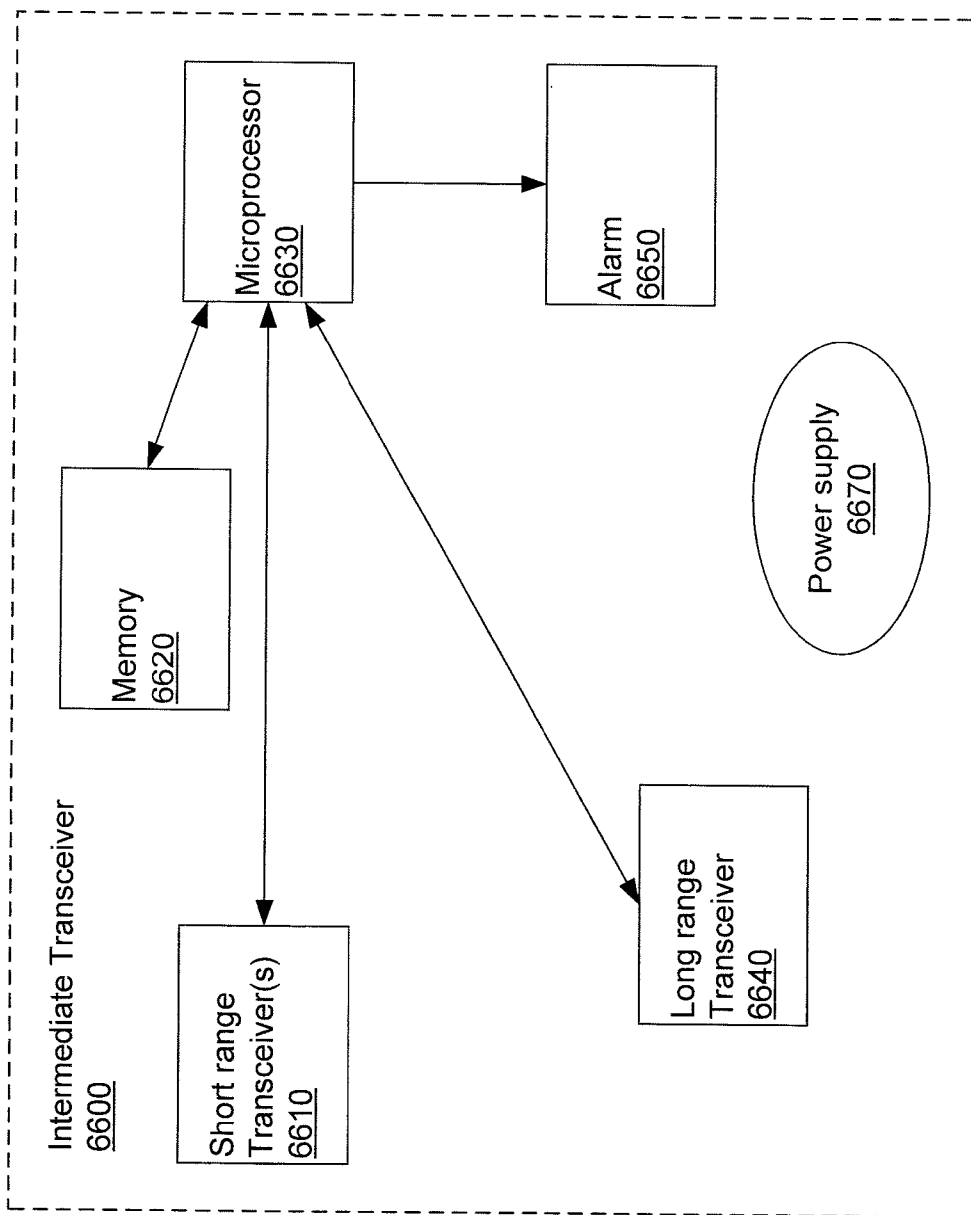 Intermediate Transceiver
6600
Short range
Transceiver(s)
6610
Memory
6620
Microprocessor
6630
Long range
Transceiver
6640
Alarm
6650
Power supply
6670